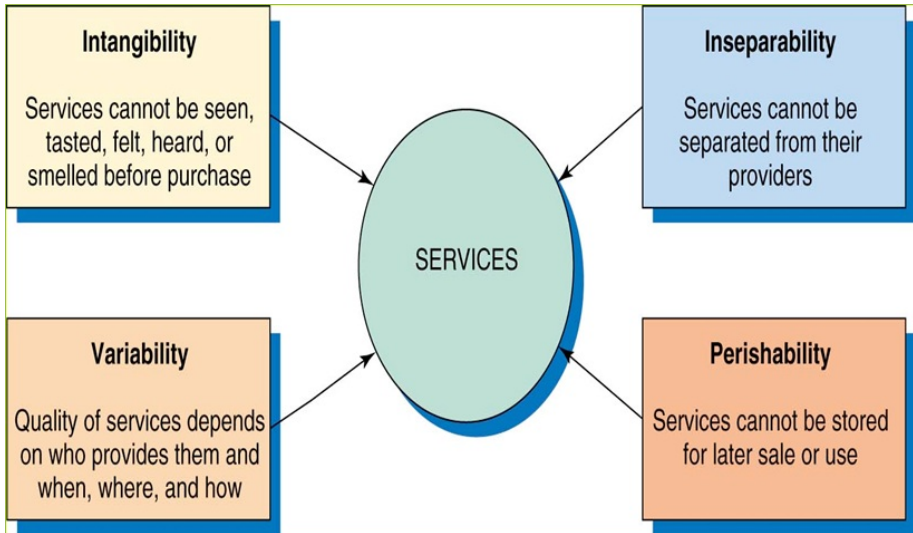 Intangibility
Services cannot be seen,
tasted, felt, heard, or
smelled before purchase
Inseparability
Services cannot be
separated from their
providers
SERVICES
Variability
Quality of services depends
on who provides them and
when, where, and how
Perishability
Services cannot be stored
for later sale or use